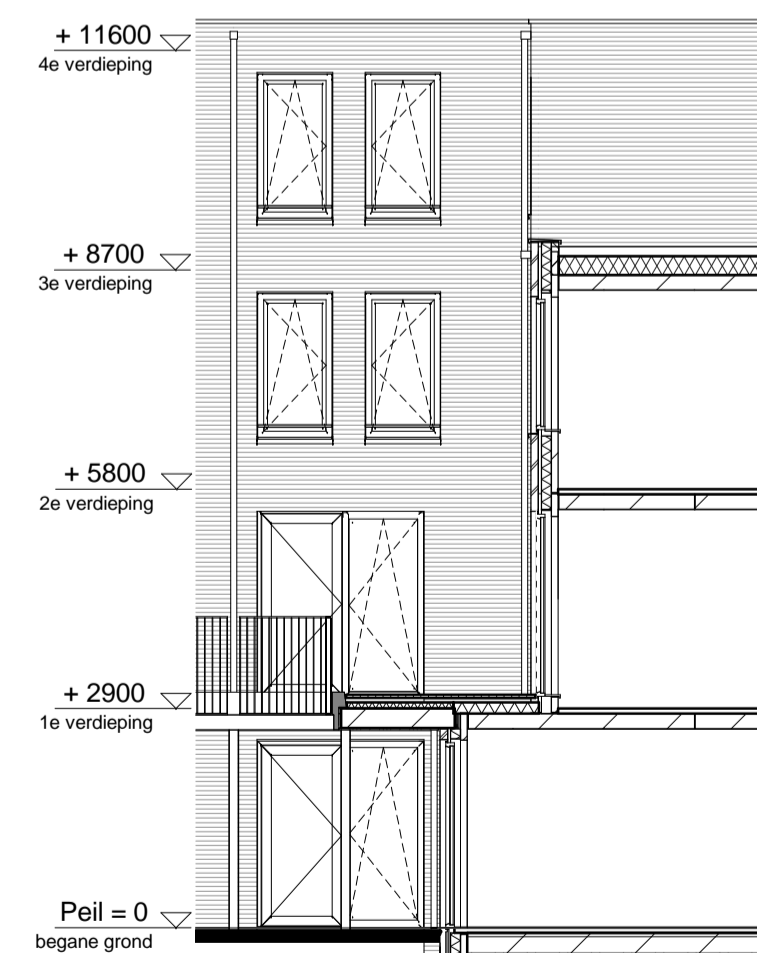 + 11600
4e verdieping
+ 8700
3e verdieping
+ 5800
2e verdieping
+ 2900
1e verdieping
Peil = 0
begane grond